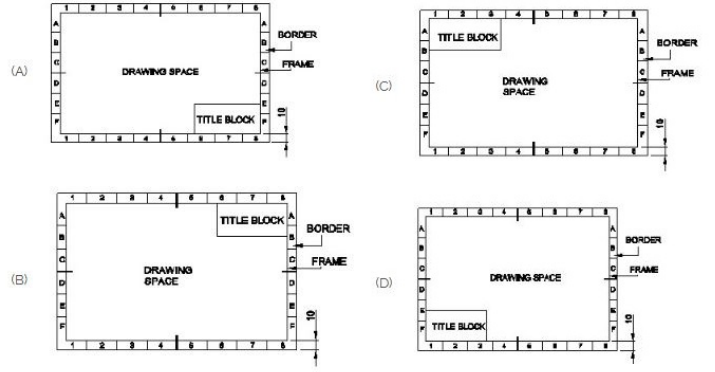 1 2 3 4 5 6 7 8
A A
B B BORDER
(A) C DRAWING SPACE C FRAME
D D
E E
F TITLE BLOCK F 10
1 2 3 4 5 6 7 8
1 2 3 4 5 6 7 8
A TITLE BLOCK A
B B BORDER
C DRAWING C FRAME
(B) D SPACE D
E E
F F 10
1 2 3 4 5 6 7 8
1 2 3 4 5 6 7 8
A TITLE BLOCK A
B B BORDER
(C) C DRAWING C FRAME
D SPACE D
E E
F F 10
1 2 3 4 5 6 7 8
1 2 3 4 5 6 7 8
A A
B B BORDER
C DRAWING SPACE C FRAME
(D) D D
E E
F TITLE BLOCK F 10
1 2 3 4 5 6 7 8